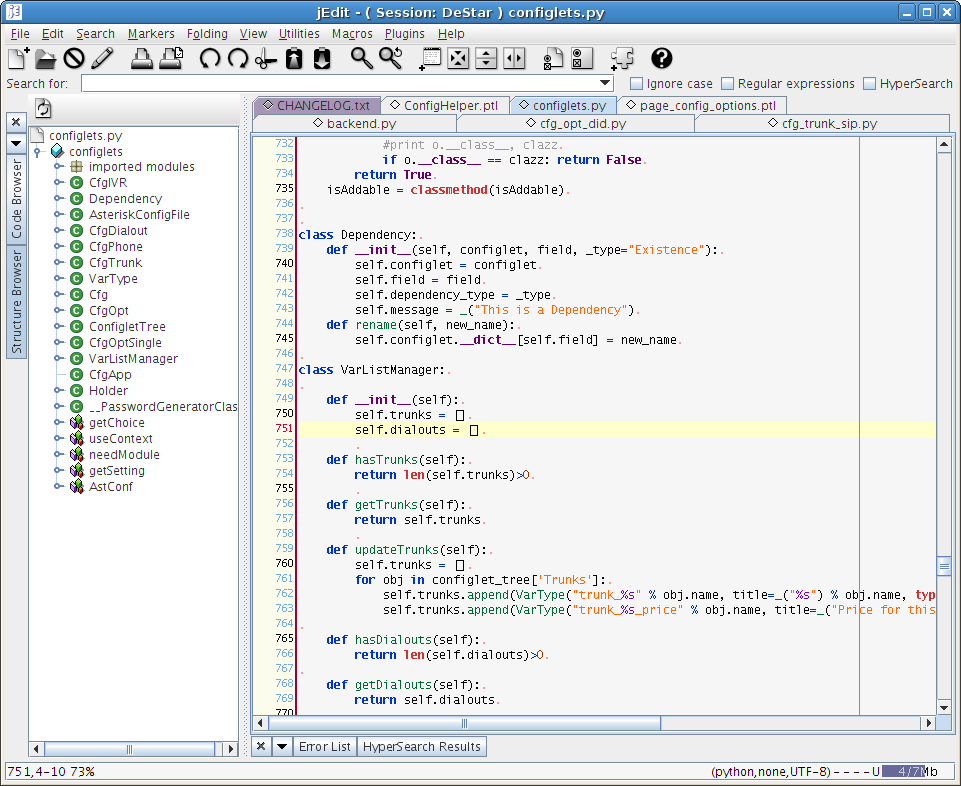 jEdit - ( Session: DeStar ) configlets.py
File Edit Search Markers Folding View Utilities Macros Plugins Help
Search for: Ignore case Regular expressions HyperSearch
CHANGELOG.txt ConfigHelper.ptl configlets.py page_config_options.ptl
backend.py cfg_opt_did.py cfg_trunk_sip.py
Code Browser
Structure Browser
configlets.py
configlets
imported modules
CfgIVR
Dependency
AsteriskConfigFile
CfgDialout
CfgPhone
CfgTrunk
VarType
Cfg
CfgOpt
ConfigletTree
CfgOptSingle
VarListManager
CfgApp
Holder
__PasswordGeneratorClas
getChoice
useContext
needModule
getSetting
AstConf
732 #print o.__class__, clazz.
733 if o.__class__ == clazz: return False.
734 return True.
735 isAddable = classmethod(isAddable).
736 .
737 .
738 class Dependency:.
739 def __init__(self, configlet, field, _type="Existence"):.
740 self.configlet = configlet.
741 self.field = field.
742 self.dependency_type = _type.
743 self.message = _("This is a Dependency").
744 def rename(self, new_name):.
745 self.configlet.__dict__[self.field] = new_name.
746 .
747 class VarListManager:.
748 .
749 def __init__(self):.
750 self.trunks = [].
751 self.dialouts = [].
752 .
753 def hasTrunks(self):.
754 return len(self.trunks)>0.
755 .
756 def getTrunks(self):.
757 return self.trunks.
758 .
759 def updateTrunks(self):.
760 self.trunks = [].
761 for obj in configlet_tree['Trunks']:.
762 self.trunks.append(VarType("trunk_%s" % obj.name, title=_("%s") % obj.name, typ
763 self.trunks.append(VarType("trunk_%s_price" % obj.name, title=_("Price for this
764 .
765 def hasDialouts(self):.
766 return len(self.dialouts)>0.
767 .
768 def getDialouts(self):.
769 return self.dialouts.
770
Error List HyperSearch Results
751,4-10 73% (python,none,UTF-8) - - - - U 4/7Mb